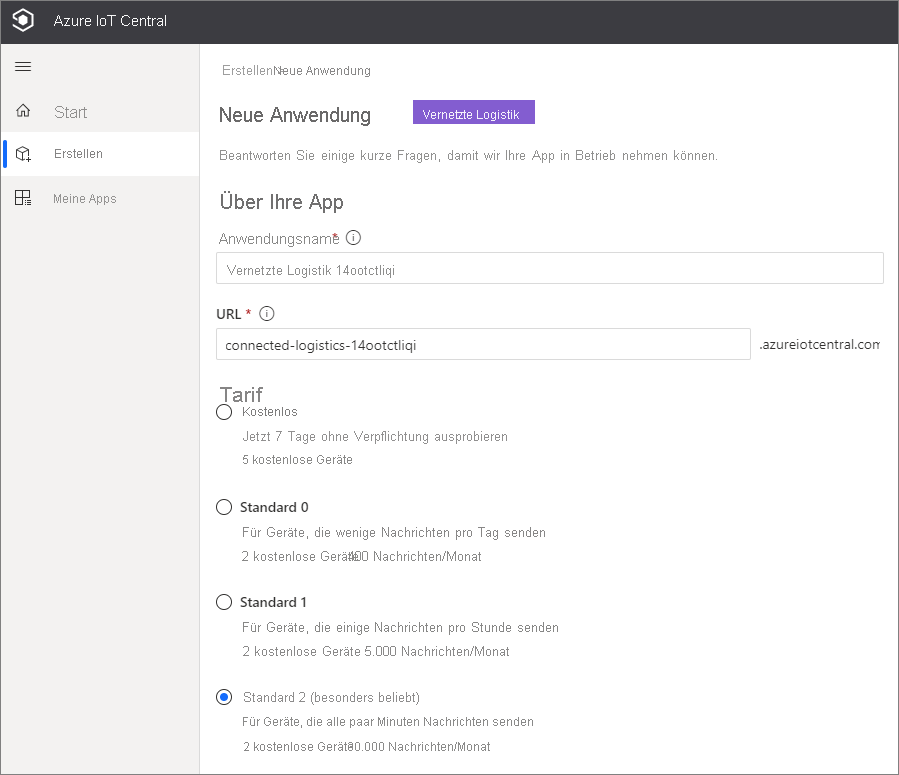 Azure IoT Central
Erstellen Neue Anwendung
Start
Neue Anwendung
Vernetzte Logistik
Erstellen
Beantworten Sie einige kurze Fragen, damit wir Ihre App in Betrieb nehmen können.
Meine Apps
Über Ihre App
Anwendungsname *
Vernetzte Logistik 14ootctliqi
URL *
connected-logistics-14ootctliqi .azureiotcentral.com
Tarif
Kostenlos
Jetzt 7 Tage ohne Verpflichtung ausprobieren
5 kostenlose Geräte
Standard 0
Für Geräte, die wenige Nachrichten pro Tag senden
2 kostenlose Geräte 400 Nachrichten/Monat
Standard 1
Für Geräte, die einige Nachrichten pro Stunde senden
2 kostenlose Geräte 5.000 Nachrichten/Monat
Standard 2 (besonders beliebt)
Für Geräte, die alle paar Minuten Nachrichten senden
2 kostenlose Geräte Nachrichten/Monat